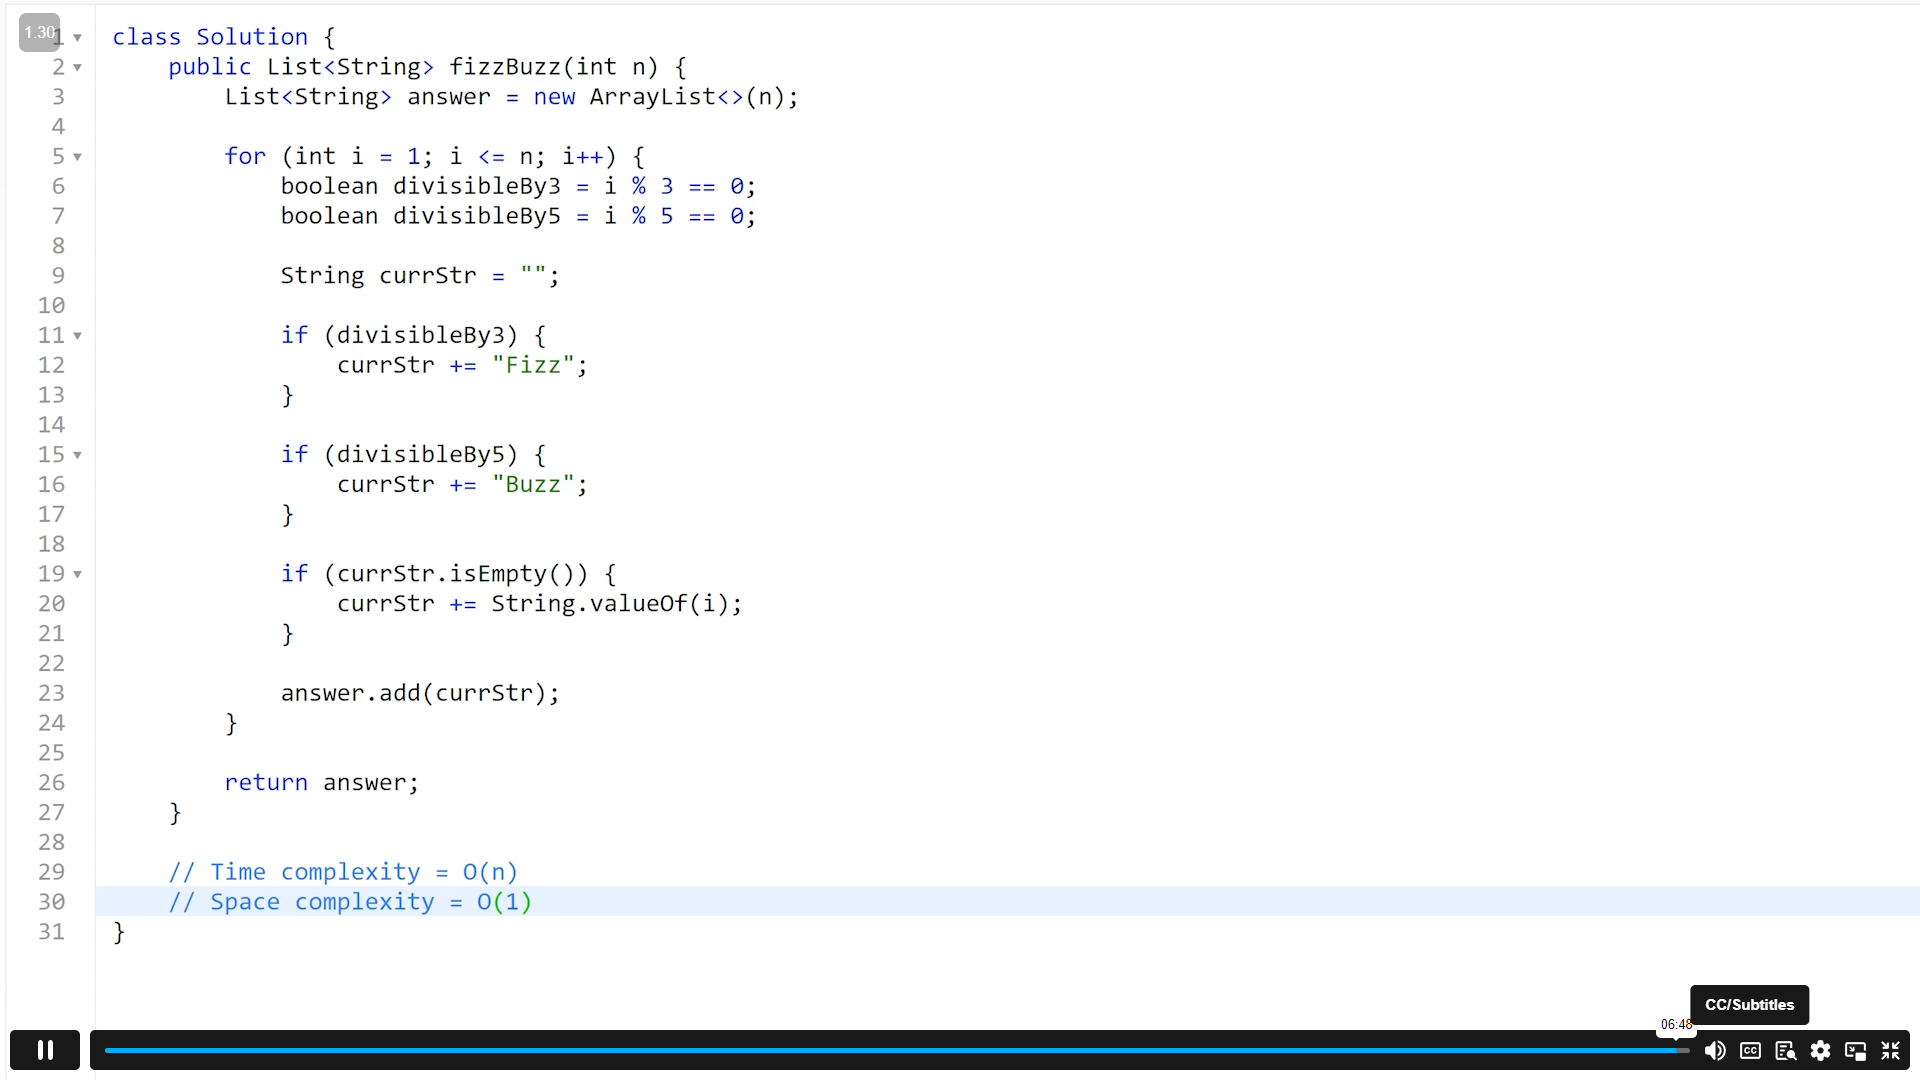 1.30
1 class Solution {
2 public List<String> fizzBuzz(int n) {
3 List<String> answer = new ArrayList<>(n);
4
5 for (int i = 1; i <= n; i++) {
6 boolean divisibleBy3 = i % 3 == 0;
7 boolean divisibleBy5 = i % 5 == 0;
8
9 String currStr = "";
10
11 if (divisibleBy3) {
12 currStr += "Fizz";
13 }
14
15 if (divisibleBy5) {
16 currStr += "Buzz";
17 }
18
19 if (currStr.isEmpty()) {
20 currStr += String.valueOf(i);
21 }
22
23 answer.add(currStr);
24 }
25
26 return answer;
27 }
28
29 // Time complexity = O(n)
30 // Space complexity = O(1)
31 }
CC/Subtitles
06:48
CC